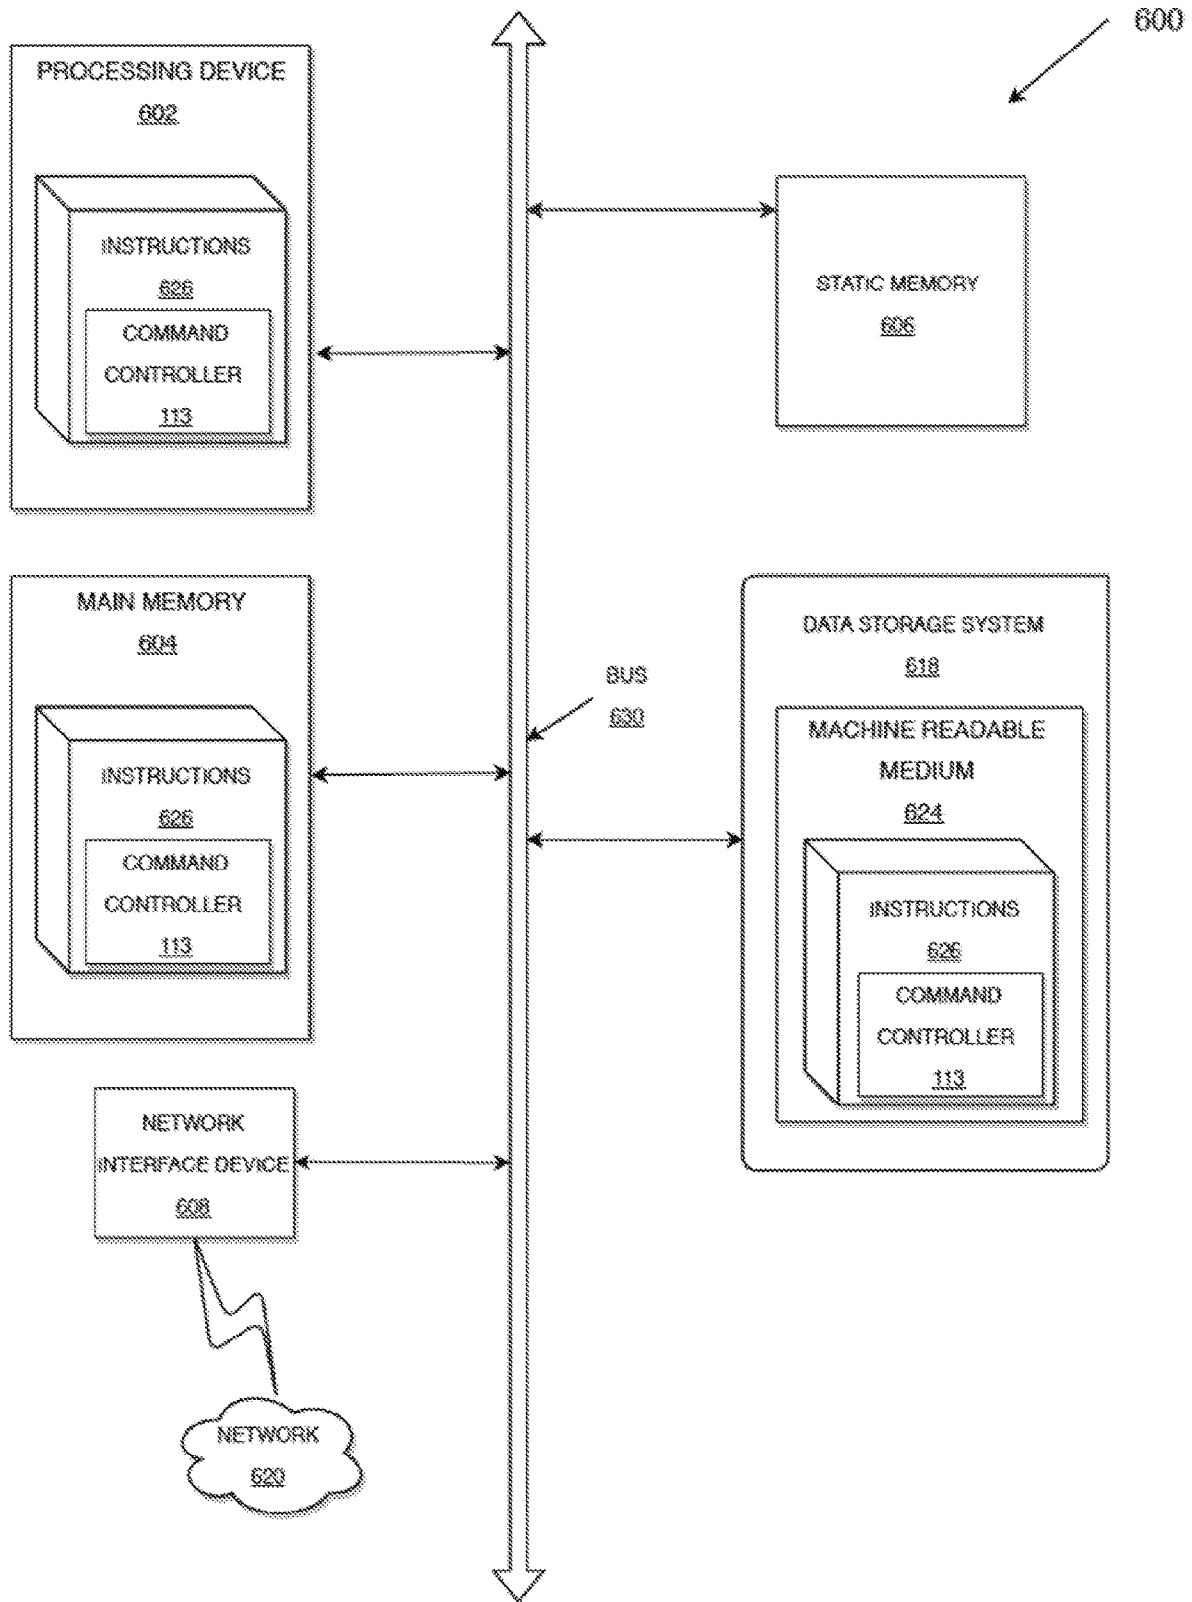 600
PROCESSING DEVICE
602
INSTRUCTIONS
626
COMMAND
CONTROLLER
113
STATIC MEMORY
606
MAIN MEMORY
604
INSTRUCTIONS
626
COMMAND
CONTROLLER
113
BUS
630
DATA STORAGE SYSTEM
618
MACHINE READABLE
MEDIUM
624
INSTRUCTIONS
626
COMMAND
CONTROLLER
113
NETWORK
INTERFACE DEVICE
608
NETWORK
620